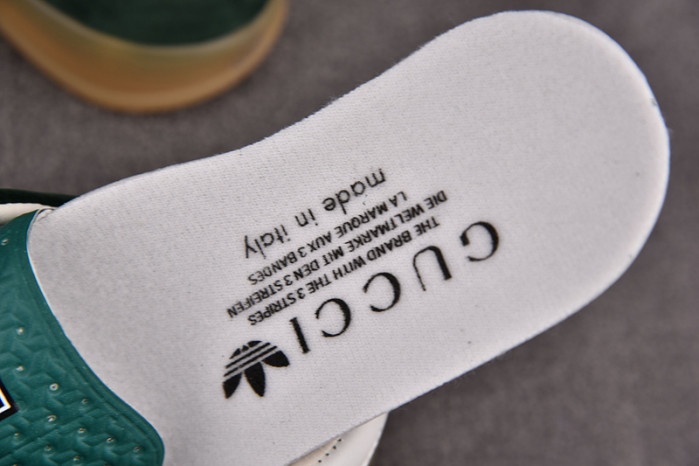 GUCCI
THE BRAND WITH THE 3 STRIPES
DIE WELTMARKE MIT DEN 3 STREIFEN
LA MARQUE AUX 3 BANDES
made in italy